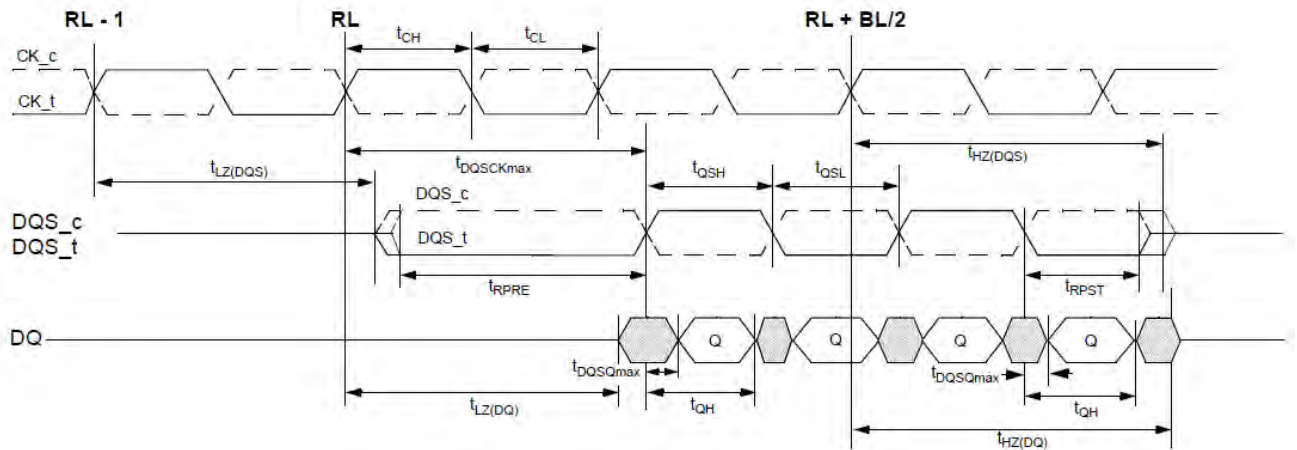 RL - 1 RL RL + BL/2
tCH tCL
CK_c
CK_t
tLZ(DQS) tDQSCKmax tHZ(DQS)
tQSH tQSL
DQS_c
DQS_c
DQS_t
DQS_t
tRPRE tRPST
DQ Q Q Q Q
tDQSQmax tDQSQmax
tLZ(DQ) tQH tQH
tHZ(DQ)